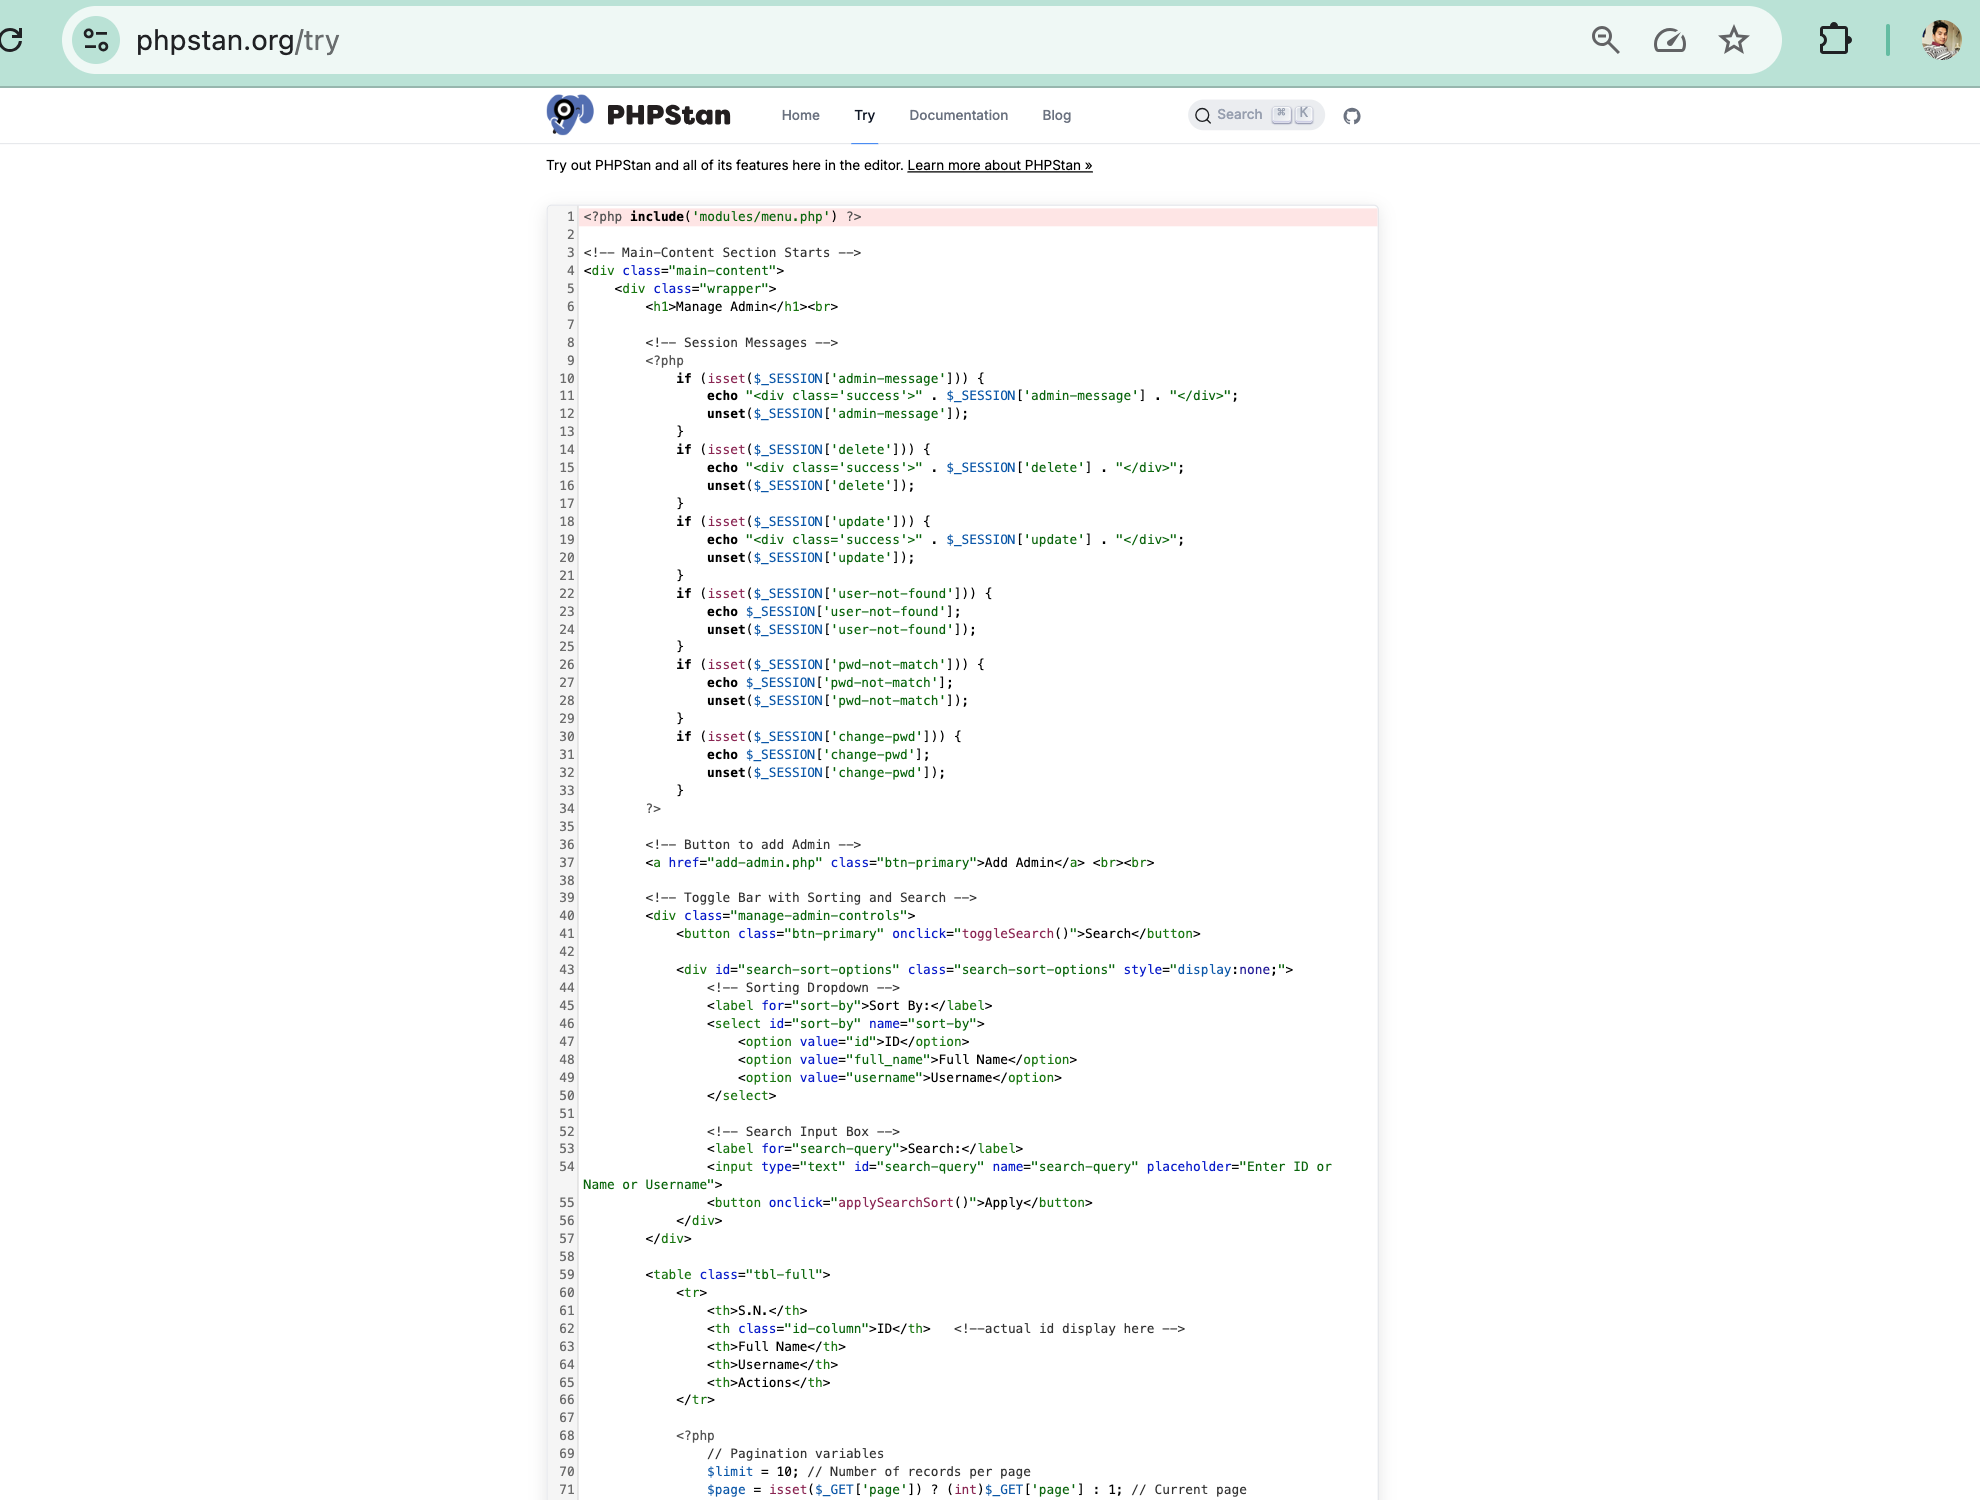 phpstan.org/try
PHPStan
Home Try Documentation Blog Search ⌘ K
Try out PHPStan and all of its features here in the editor. Learn more about PHPStan »
1 <?php include('modules/menu.php') ?>
2
3 <!-- Main-Content Section Starts -->
4 <div class="main-content">
5     <div class="wrapper">
6         <h1>Manage Admin</h1><br>
7
8         <!-- Session Messages -->
9         <?php
10             if (isset($_SESSION['admin-message'])) {
11                 echo "<div class='success'>" . $_SESSION['admin-message'] . "</div>";
12                 unset($_SESSION['admin-message']);
13             }
14             if (isset($_SESSION['delete'])) {
15                 echo "<div class='success'>" . $_SESSION['delete'] . "</div>";
16                 unset($_SESSION['delete']);
17             }
18             if (isset($_SESSION['update'])) {
19                 echo "<div class='success'>" . $_SESSION['update'] . "</div>";
20                 unset($_SESSION['update']);
21             }
22             if (isset($_SESSION['user-not-found'])) {
23                 echo $_SESSION['user-not-found'];
24                 unset($_SESSION['user-not-found']);
25             }
26             if (isset($_SESSION['pwd-not-match'])) {
27                 echo $_SESSION['pwd-not-match'];
28                 unset($_SESSION['pwd-not-match']);
29             }
30             if (isset($_SESSION['change-pwd'])) {
31                 echo $_SESSION['change-pwd'];
32                 unset($_SESSION['change-pwd']);
33             }
34         ?>
35
36         <!-- Button to add Admin -->
37         <a href="add-admin.php" class="btn-primary">Add Admin</a> <br><br>
38
39         <!-- Toggle Bar with Sorting and Search -->
40         <div class="manage-admin-controls">
41             <button class="btn-primary" onclick="toggleSearch()">Search</button>
42
43             <div id="search-sort-options" class="search-sort-options" style="display:none;">
44                 <!-- Sorting Dropdown -->
45                 <label for="sort-by">Sort By:</label>
46                 <select id="sort-by" name="sort-by">
47                     <option value="id">ID</option>
48                     <option value="full_name">Full Name</option>
49                     <option value="username">Username</option>
50                 </select>
51
52                 <!-- Search Input Box -->
53                 <label for="search-query">Search:</label>
54                 <input type="text" id="search-query" name="search-query" placeholder="Enter ID or
Name or Username">
55                 <button onclick="applySearchSort()">Apply</button>
56             </div>
57         </div>
58
59         <table class="tbl-full">
60             <tr>
61                 <th>S.N.</th>
62                 <th class="id-column">ID</th>   <!--actual id display here -->
63                 <th>Full Name</th>
64                 <th>Username</th>
65                 <th>Actions</th>
66             </tr>
67
68             <?php
69                 // Pagination variables
70                 $limit = 10; // Number of records per page
71                 $page = isset($_GET['page']) ? (int)$_GET['page'] : 1; // Current page